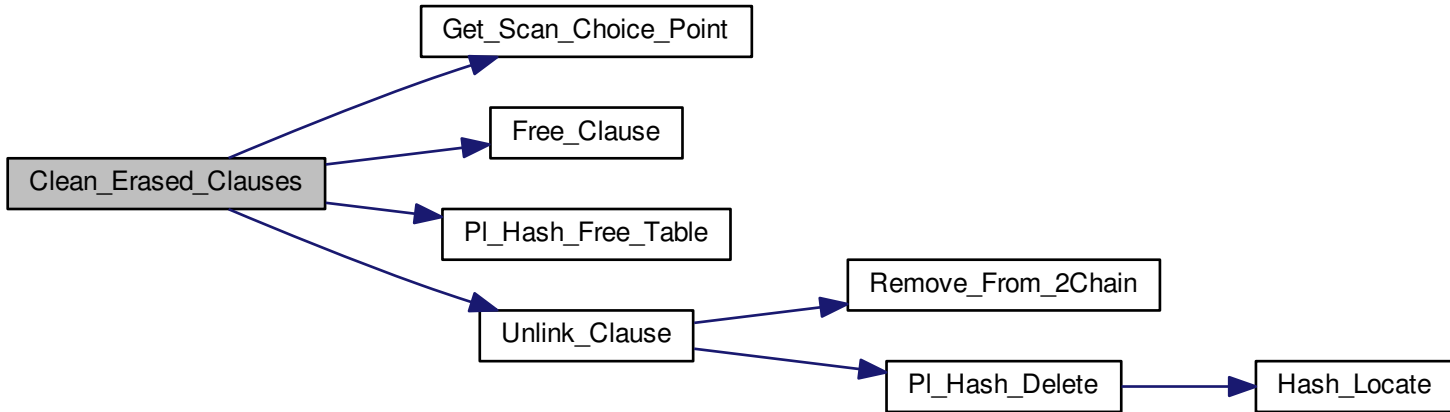 Get_Scan_Choice_Point
Free_Clause
Clean_Erased_Clauses
Pl_Hash_Free_Table
Remove_From_2Chain
Unlink_Clause
Pl_Hash_Delete
Hash_Locate